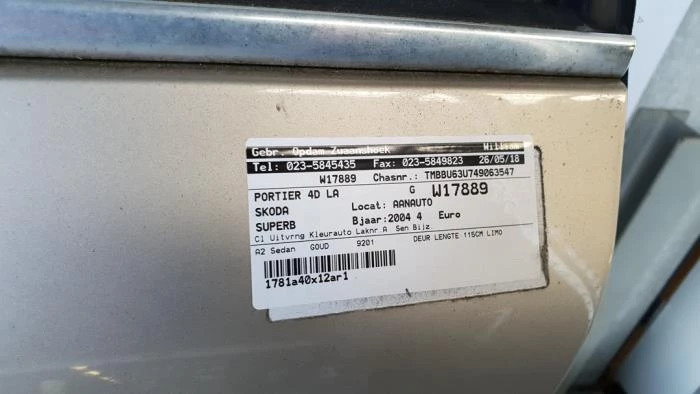 Gebr. Opdam Zwaanshoek William
Tel: 023-5845435 Fax: 023-5849823 26/05/18
W17889 Chasnr.: TMBBU63U749063547
PORTIER 4D LA G W17889
SKODA Locat: AANAUTO
SUPERB Bjaar:2004 4 Euro
Cl Uitvrng Kleurauto Laknr.A Sen Bijz.
A2 Sedan GOUD 9201 DEUR LENGTE 115CM LIMO
1781a40x12ar1